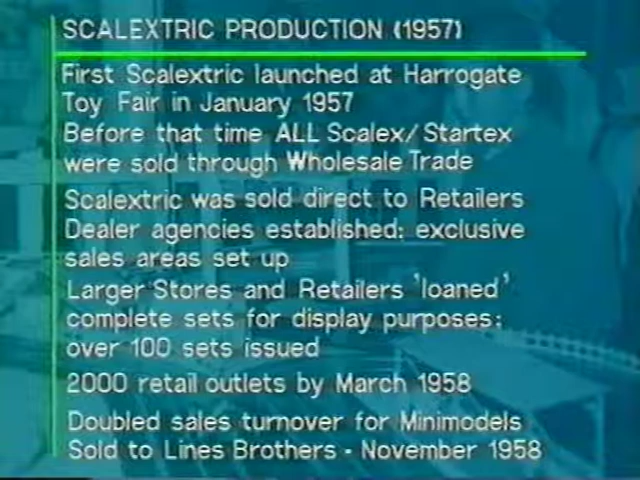 SCALEXTRIC PRODUCTION (1957)
First Scalextric launched at Harrogate
Toy Fair in January 1957
Before that time ALL Scalex/Startex
were sold through Wholesale Trade
Scalextric was sold direct to Retailers
Dealer agencies established: exclusive
sales areas set up
Larger Stores and Retailers 'loaned'
complete sets for display purposes:
over 100 sets issued
2000 retail outlets by March 1958
Doubled sales turnover for Minimodels
Sold to Lines Brothers - November 1958